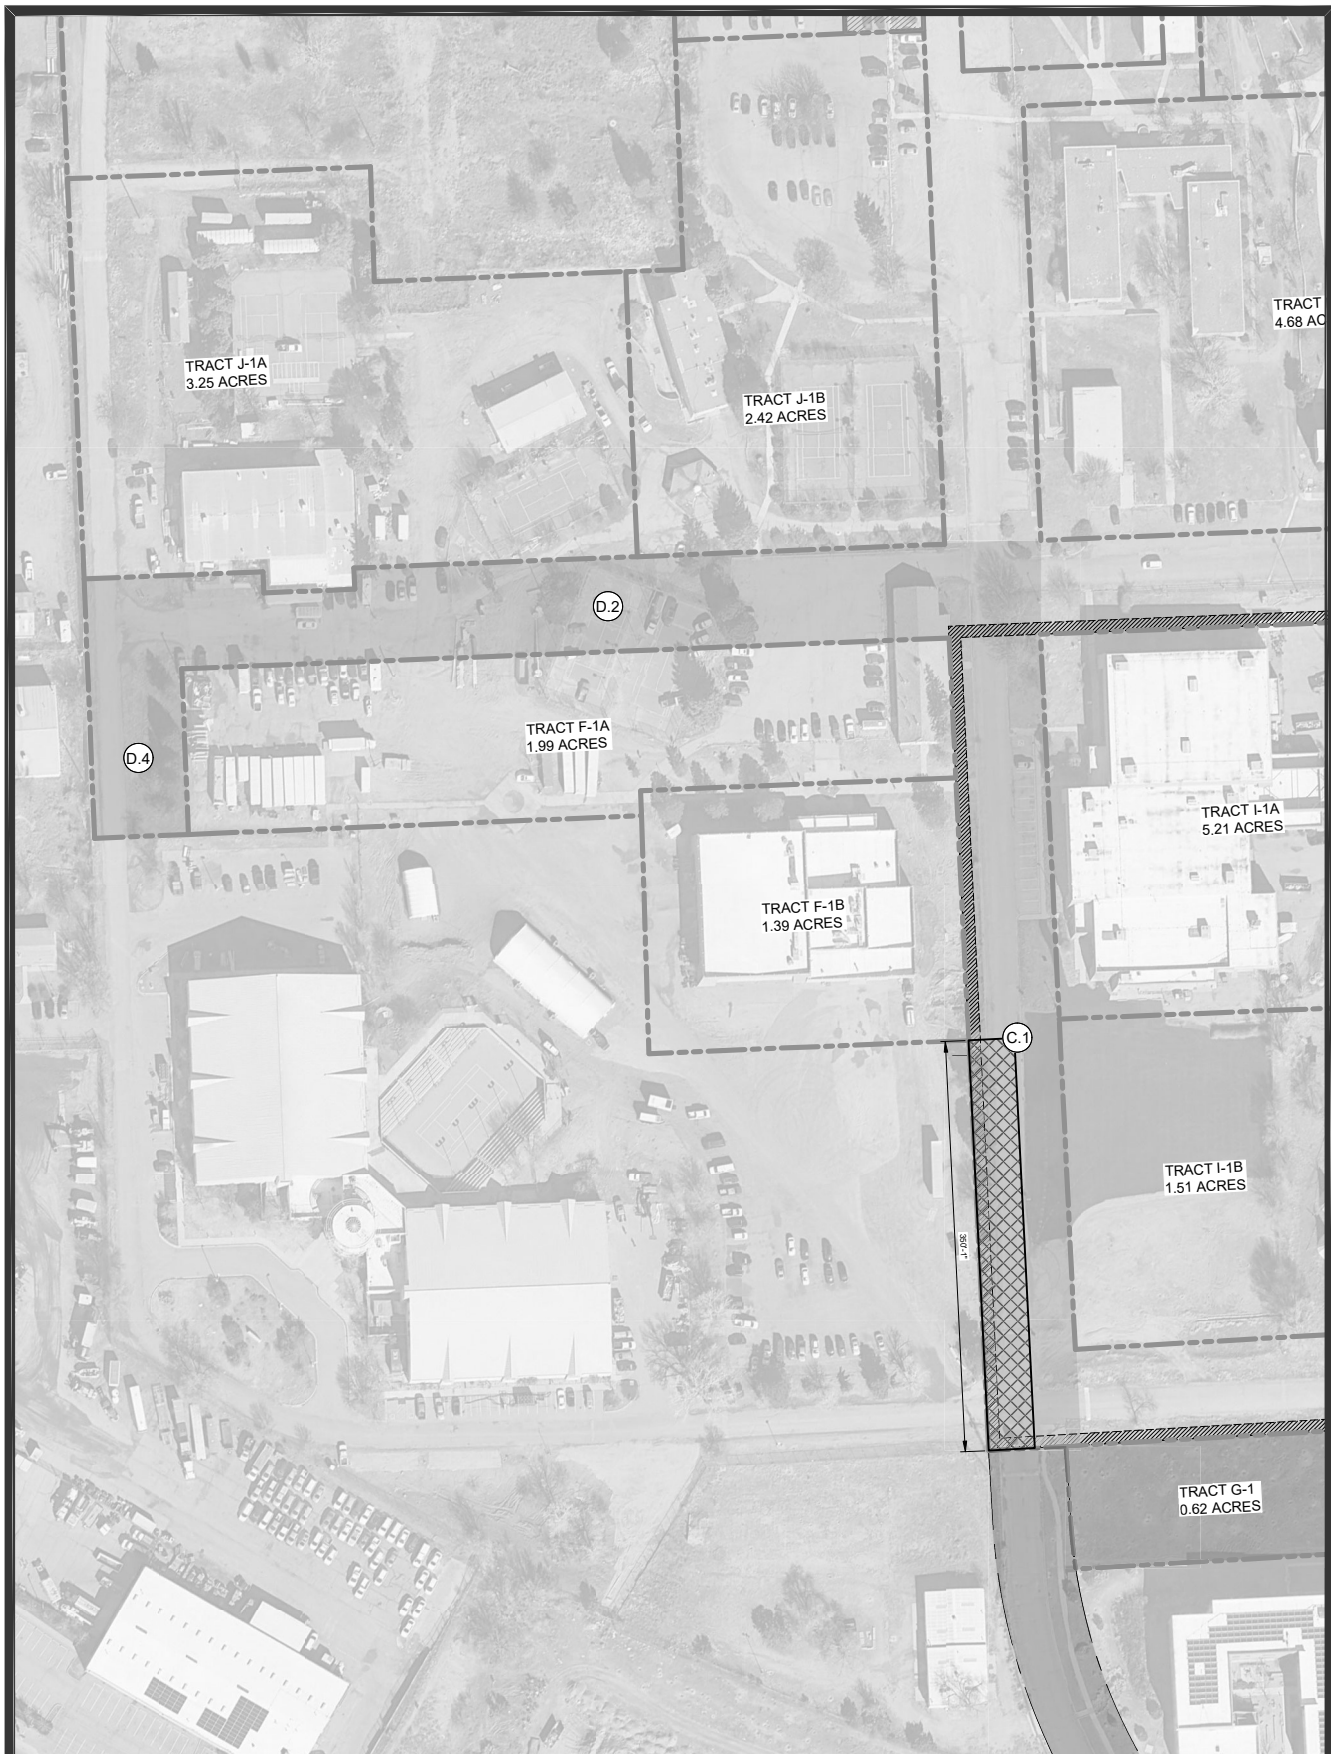 TRACT
4.68 AC
TRACT J-1A
3.25 ACRES
TRACT J-1B
2.42 ACRES
D.2
TRACT F-1A
1.99 ACRES
D.4
TRACT I-1A
5.21 ACRES
TRACT F-1B
1.39 ACRES
C.1
TRACT I-1B
1.51 ACRES
350'-1"
TRACT G-1
0.62 ACRES